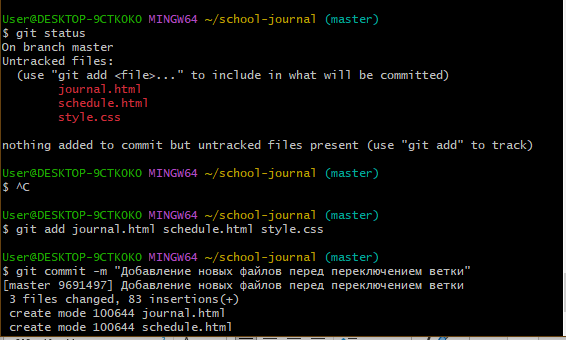 User@DESKTOP-9CTKOKO MINGW64 ~/school-journal (master)
$ git status
On branch master
Untracked files:
  (use "git add <file>..." to include in what will be committed)
        journal.html
        schedule.html
        style.css

nothing added to commit but untracked files present (use "git add" to track)

User@DESKTOP-9CTKOKO MINGW64 ~/school-journal (master)
$ ^C

User@DESKTOP-9CTKOKO MINGW64 ~/school-journal (master)
$ git add journal.html schedule.html style.css

User@DESKTOP-9CTKOKO MINGW64 ~/school-journal (master)
$ git commit -m "Добавление новых файлов перед переключением ветки"
[master 9691497] Добавление новых файлов перед переключением ветки
 3 files changed, 83 insertions(+)
 create mode 100644 journal.html
 create mode 100644 schedule.html